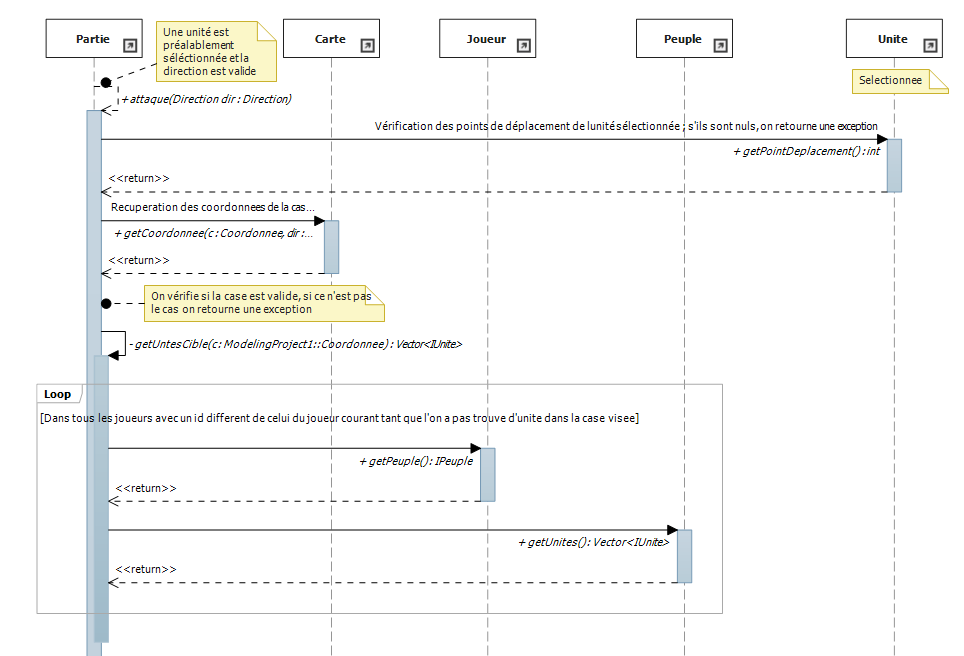 Partie
Une unité est
préalablement
séléctionnée et la
direction est valide
Carte
Joueur
Peuple
Unite
Selectionnee
+ attaque(Direction dir : Direction)
Vérification des points de déplacement de lunité sélectionnée ; s'ils sont nuls, on retourne une exception
+ getPointDeplacement() : int
<<return>>
Recuperation des coordonnees de la cas...
+ getCoordonnee(c : Coordonnee, dir :...
<<return>>
On vérifie si la case est valide, si ce n'est pas
le cas on retourne une exception
- getUntesCible(c: ModelingProject1::Coordonnee) : Vector<IUnite>
Loop
[Dans tous les joueurs avec un id different de celui du joueur courant tant que l'on a pas trouve d'unite dans la case visee]
+ getPeuple() : IPeuple
<<return>>
+ getUnites() : Vector<IUnite>
<<return>>